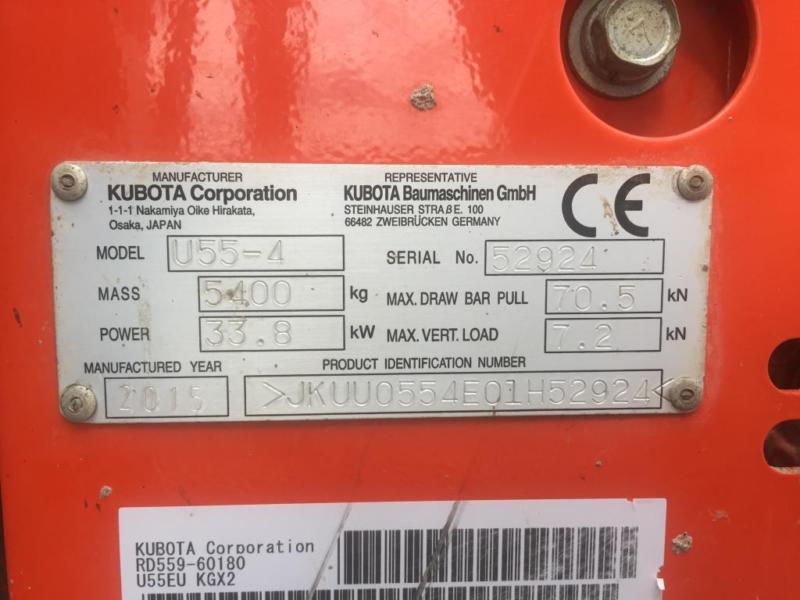 MANUFACTURER
KUBOTA Corporation
1-1-1 Nakamiya Oike Hirakata,
Osaka, JAPAN
REPRESENTATIVE
KUBOTA Baumaschinen GmbH
STEINHAUSER STRAßE. 100
66482 ZWEIBRÜCKEN GERMANY
CE
MODEL U55-4
SERIAL No. 52924
MASS 5400 kg
MAX. DRAW BAR PULL 70.5 kN
POWER 33.8 kW
MAX. VERT. LOAD 7.2 kN
MANUFACTURED YEAR
2015
PRODUCT IDENTIFICATION NUMBER
>JKUU0554E01H52924<
KUBOTA Corporation
RD559-60180
U55EU KGX2